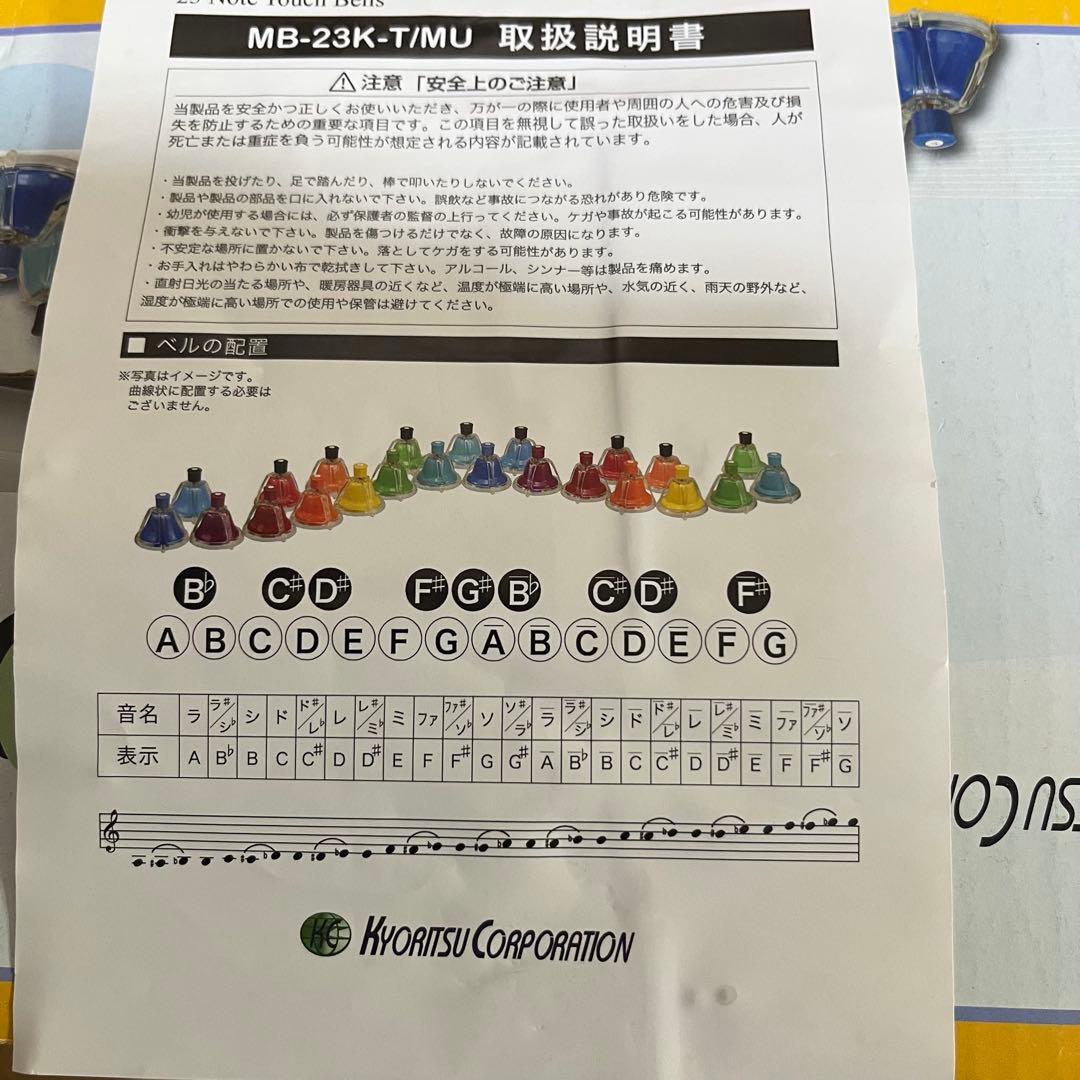 23 Note Touch Bells
MB-23K-T/MU 取扱説明書
注意「安全上のご注意」
当製品を安全かつ正しくお使いいただき、万が一の際に使用者や周囲の人への危害及び損
失を防止するための重要な項目です。この項目を無視して誤った取扱いをした場合、人が
死亡または重症を負う可能性が想定される内容が記載されています。
・当製品を投げたり、足で踏んだり、棒で叩いたりしないでください。
・製品や製品の部品を口に入れないで下さい。誤飲など事故につながる恐れがあり危険です。
・幼児が使用する場合には、必ず保護者の監督の上行ってください。ケガや事故が起こる可能性があります。
・衝撃を与えないで下さい。製品を傷つけるだけでなく、故障の原因になります。
・不安定な場所に置かないで下さい。落としてケガをする可能性があります。
・お手入れはやわらかい布で乾拭きして下さい。アルコール、シンナー等は製品を痛めます。
・直射日光の当たる場所や、暖房器具の近くなど、温度が極端に高い場所や、水気の近く、雨天の野外など、
湿度が極端に高い場所での使用や保管は避けてください。
■ ベルの配置
※写真はイメージです。
曲線状に配置する必要は
ございません。
B♭ C♯ D♯ F♯ G♯ B̅♭ C̅♯ D̅♯ F̅♯
A B C D E F G A̅ B̅ C̅ D̅ E̅ F̅ G̅
音名 ラ ラ♯/シ♭ シ ド ド♯/レ♭ レ レ♯/ミ♭ ミ ファ ファ♯/ソ♭ ソ ソ♯/ラ♭ ラ̅ ラ̅♯/シ̅♭ シ̅ ド̅ ド̅♯/レ̅♭ レ̅ レ̅♯/ミ̅♭ ミ̅ ファ̅ ファ̅♯/ソ̅♭ ソ̅
表示 A B♭ B C C♯ D D♯ E F F♯ G G♯ A̅ B̅♭ B̅ C̅ C̅♯ D̅ D̅♯ E̅ F̅ F̅♯ G̅
KC KYORITSU CORPORATION
SU COR